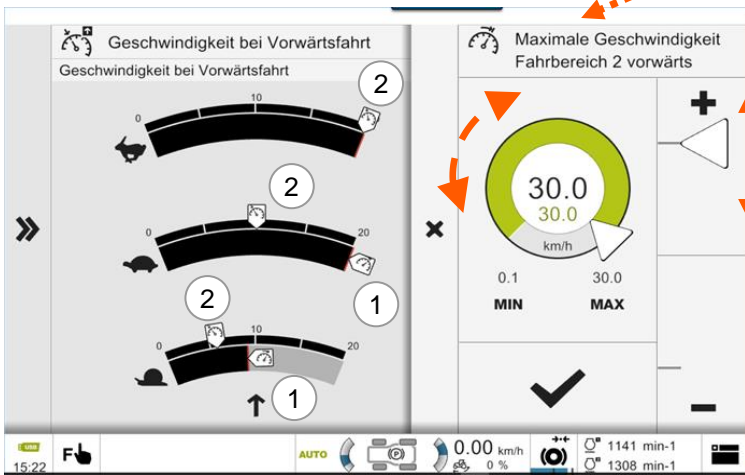 Geschwindigkeit bei Vorwärtsfahrt
Geschwindigkeit bei Vorwärtsfahrt
2
0
10
2
0
20
1
2
0
10
20
1
Maximale Geschwindigkeit
Fahrbereich 2 vorwärts
+
30.0
30.0
km/h
0.1
30.0
MIN
MAX
−
USB
15:22
F
AUTO
P
0.00 km/h
0 %
1141 min-1
1308 min-1